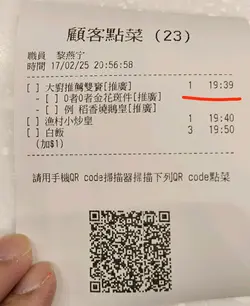 顧客點菜 (23)
職員 黎燕宇
時間 17/02/25 20:56:58
[ ] 大廚推薦雙寶[推廣] 1 19:39
- [ ] 0者0者金花斑件[推廣]
- [ ] 例 稻香燒鵝皇[推廣]
[ ] 漁村小炒皇 1 19:40
[ ] 白飯 3 19:50
(加$1)
請用手機QR code掃描器掃描下列QR code點菜